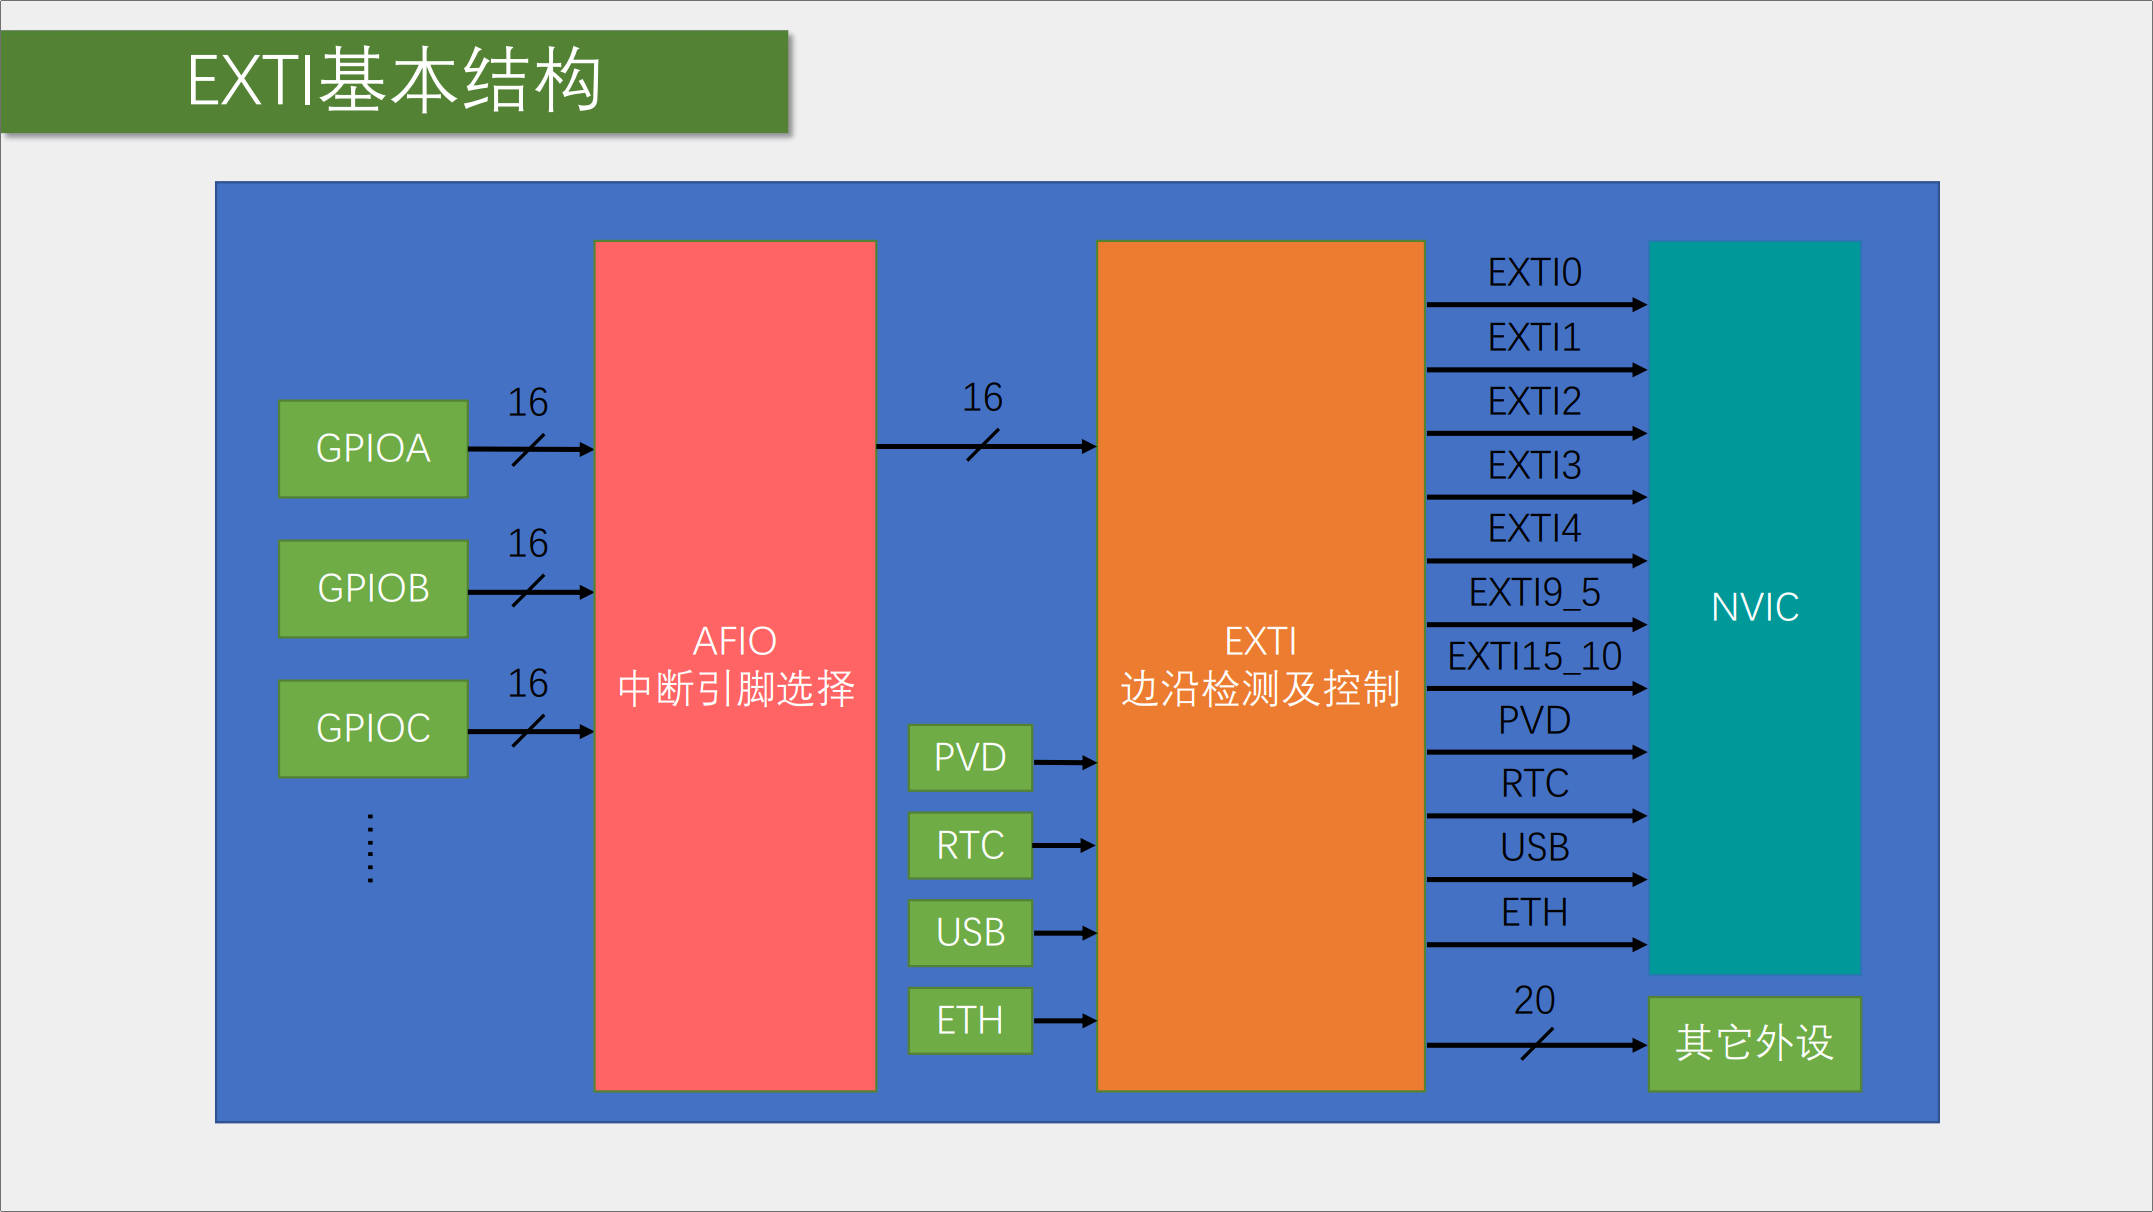 EXTI基本结构
GPIOA
16
GPIOB
16
GPIOC
16
AFIO
中断引脚选择
16
PVD
RTC
USB
ETH
EXTI
边沿检测及控制
EXTI0
EXTI1
EXTI2
EXTI3
EXTI4
EXTI9_5
EXTI15_10
PVD
RTC
USB
ETH
20
NVIC
其它外设